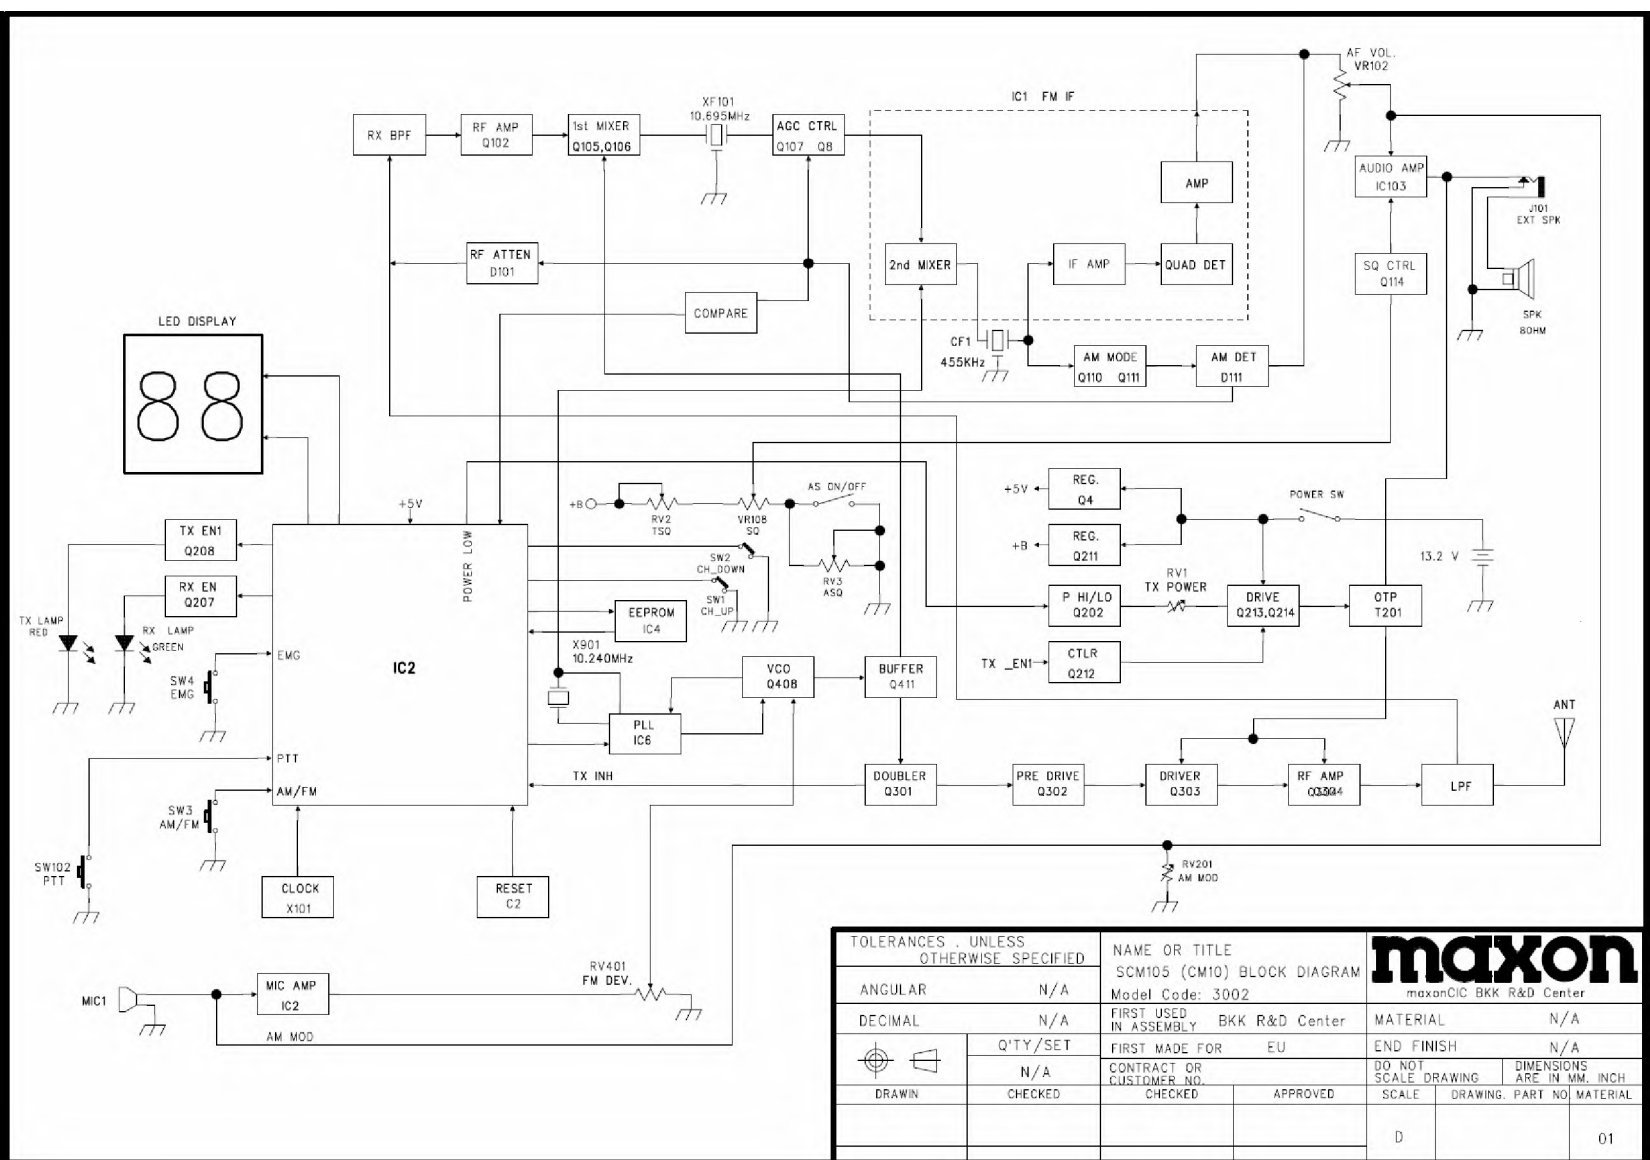 AF VOL.
VR102
IC1 FM IF
XF101
10.695MHz
RX BPF
RF AMP
Q102
1st MIXER
Q105,Q106
AGC CTRL
Q107 Q8
AMP
AUDIO AMP
IC103
J101
EXT SPK
RF ATTEN
D101
2nd MIXER
IF AMP
QUAD DET
SQ CTRL
Q114
COMPARE
SPK
8OHM
LED DISPLAY
CF1
455KHz
AM MODE
Q110 Q111
AM DET
D111
88
+5V
+B
RV2
TSQ
VR108
SQ
AS ON/OFF
+5V
REG.
Q4
POWER SW
TX EN1
Q208
POWER LOW
SW2
CH_DOWN
+B
REG.
Q211
13.2 V
RX EN
Q207
SW1
CH_UP
RV3
ASQ
RV1
TX POWER
P HI/LO
Q202
DRIVE
Q213,Q214
OTP
T201
TX LAMP
RED
RX LAMP
GREEN
EEPROM
IC4
X901
10.240MHz
EMG
IC2
TX _EN1
CTLR
Q212
SW4
EMG
VCO
Q408
BUFFER
Q411
ANT
PLL
IC6
PTT
TX INH
DOUBLER
Q301
PRE DRIVE
Q302
DRIVER
Q303
RF AMP
LPF
AM/FM
SW3
AM/FM
SW102
PTT
CLOCK
X101
RESET
C2
RV201
AM MOD
MIC1
MIC AMP
IC2
RV401
FM DEV.
AM MOD
TOLERANCES . UNLESS
OTHERWISE SPECIFIED
NAME OR TITLE
SCM105 (CM10) BLOCK DIAGRAM
Model Code: 3002
maxon
maxonCIC BKK R&D Center
ANGULAR N/A
DECIMAL N/A
FIRST USED
IN ASSEMBLY BKK R&D Center
MATERIAL N/A
Q'TY/SET
N/A
FIRST MADE FOR EU
END FINISH N/A
CONTRACT OR
CUSTOMER NO.
DO NOT
SCALE DRAWING
DIMENSIONS
ARE IN MM. INCH
DRAWIN CHECKED CHECKED APPROVED SCALE DRAWING. PART NO MATERIAL
D 01